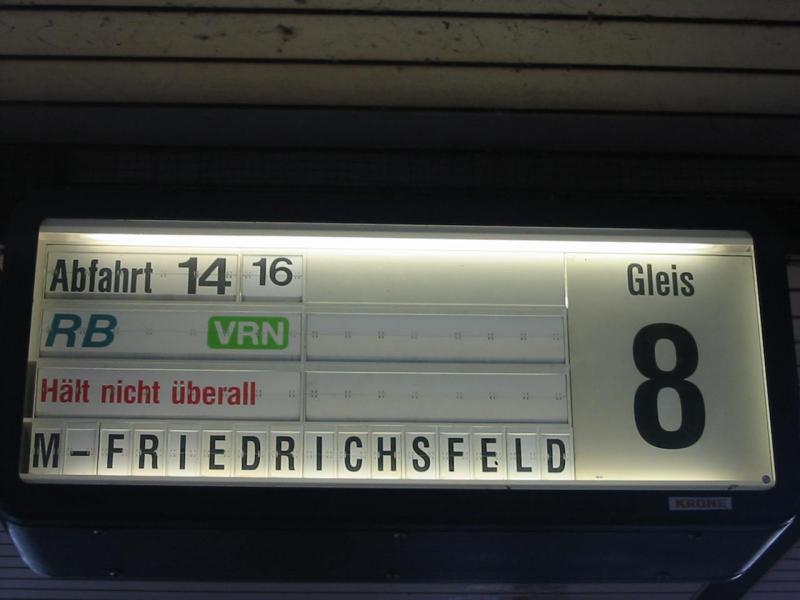 Abfahrt 14 16
Gleis
8
RB VRN
Hält nicht überall
M-FRIEDRICHSFELD
KRONE